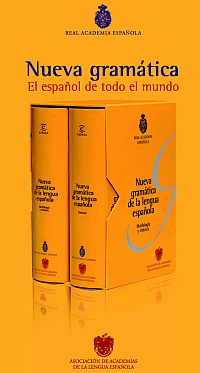 REAL ACADEMIA ESPAÑOLA
Nueva gramática
El español de todo el mundo
ESPASA
ESPASA
REAL ACADEMIA
ESPAÑOLA
Nueva
gramática
de la lengua
española
Nueva
gramática
de la lengua
española
Nueva
gramática
de la lengua
española
Morfología
y sintaxis
ASOCIACIÓN DE ACADEMIAS
DE LA LENGUA ESPAÑOLA
ASOCIACIÓN DE ACADEMIAS
DE LA LENGUA ESPAÑOLA